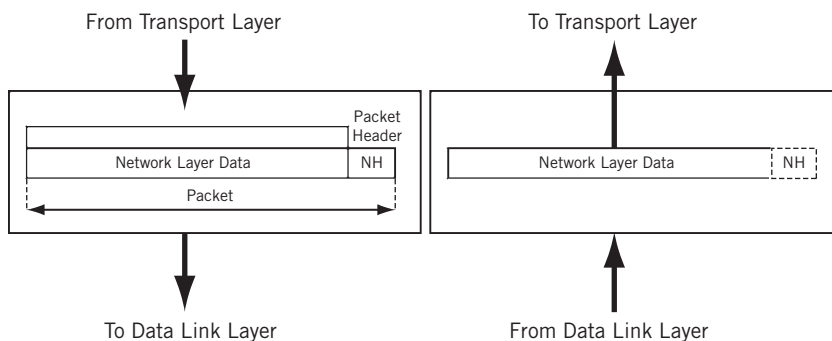 From Transport Layer
To Transport Layer
Packet
Header
Network Layer Data
NH
Packet
Network Layer Data
NH
To Data Link Layer
From Data Link Layer